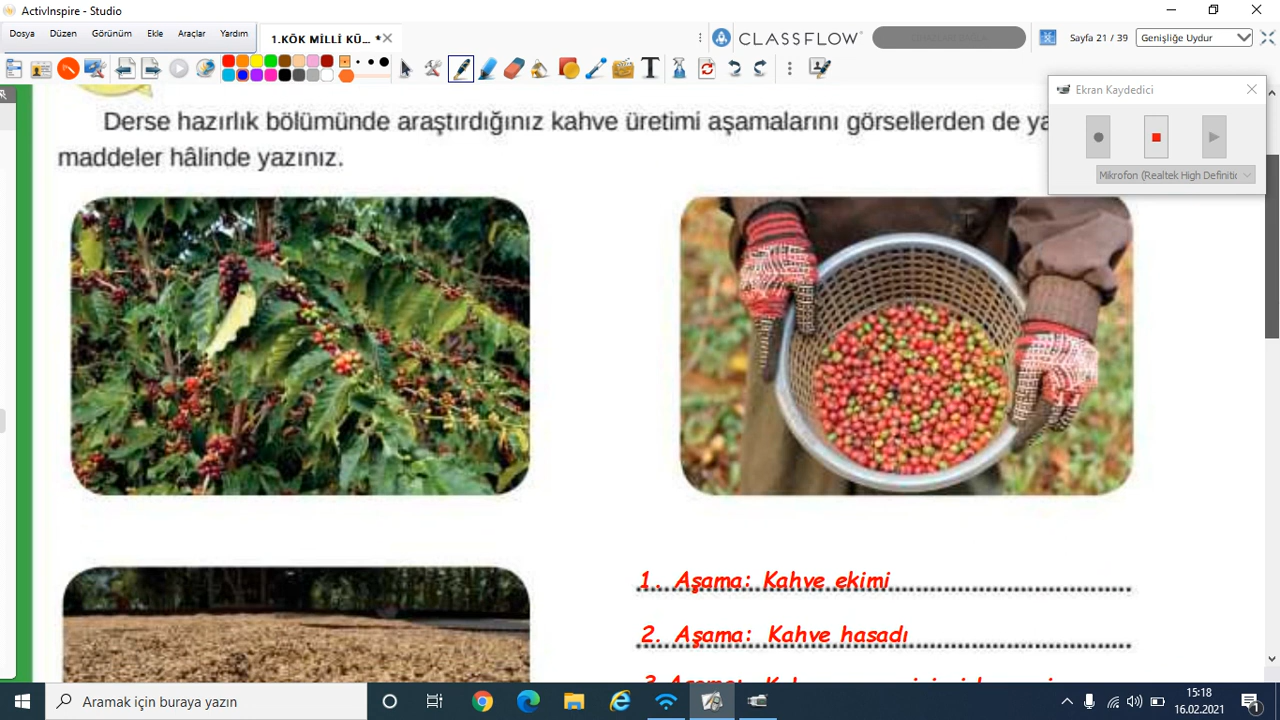 ActivInspire - Studio
Dosya Düzen Görünüm Ekle Araçlar Yardım
1.KÖK MİLLİ KÜ... *
CLASSFLOW
Sayfa 21 / 39
Genişliğe Uydur
Ekran Kaydedici
Mikrofon (Realtek High Definitic
Derse hazırlık bölümünde araştırdığınız kahve üretimi aşamalarını görsellerden de ya
maddeler hâlinde yazınız.
1. Aşama: Kahve ekimi
2. Aşama: Kahve hasadı
Aramak için buraya yazın
15:18
16.02.2021